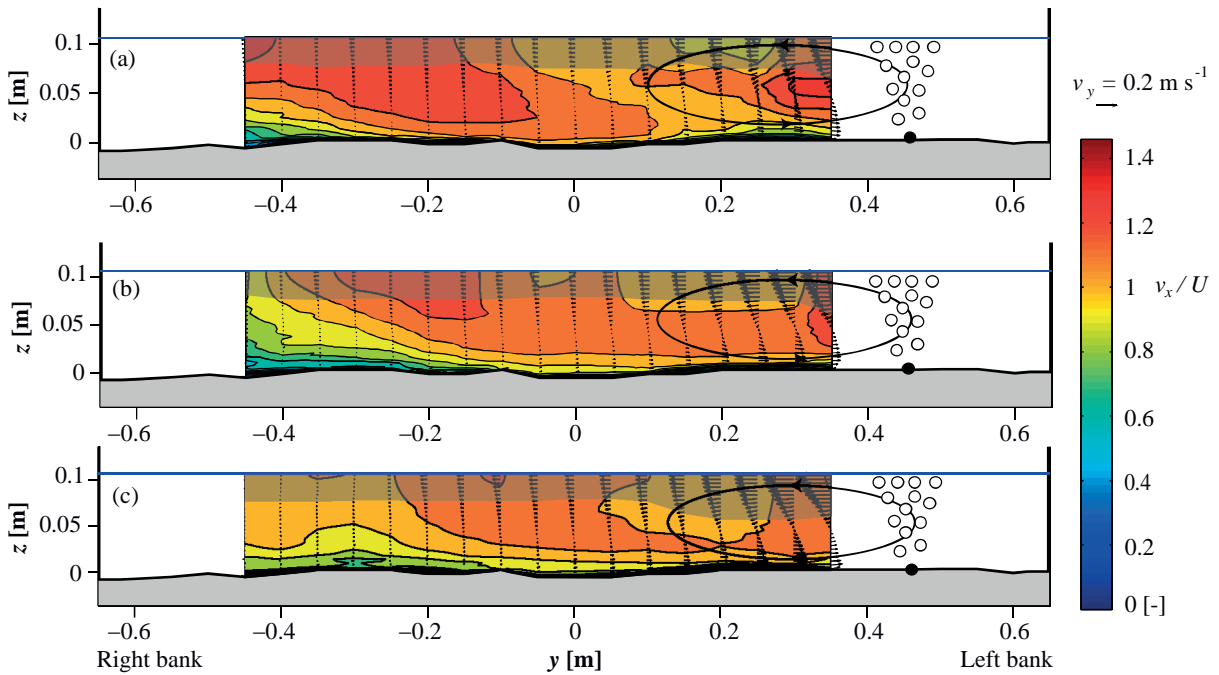 (a)
z [m]
0.1
0.05
0
−0.6 −0.4 −0.2 0 0.2 0.4 0.6
v y = 0.2 m s-1
(b)
z [m]
0.1
0.05
0
−0.6 −0.4 −0.2 0 0.2 0.4 0.6
(c)
z [m]
0.1
0.05
0
−0.6 −0.4 −0.2 0 0.2 0.4 0.6
Right bank y [m] Left bank
1.4
1.2
1
0.8
0.6
0.4
0.2
0 [-]
vx / U